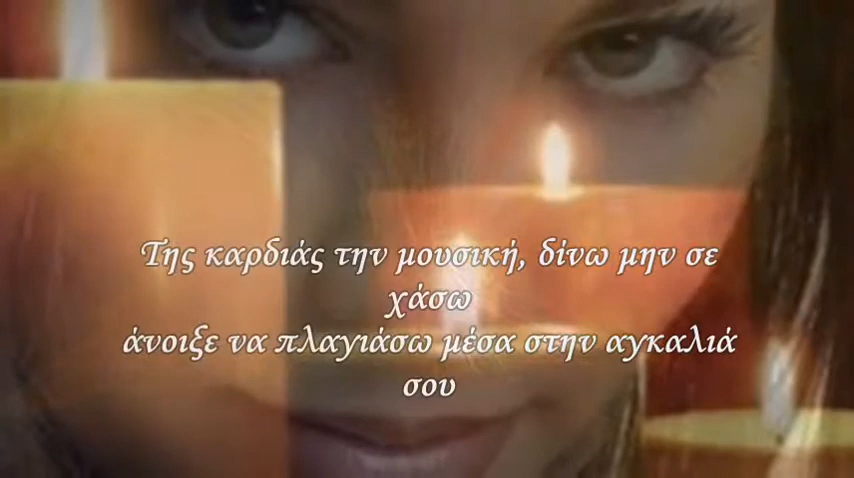 Της καρδιάς την μουσική, δίνω μην σε
χάσω
άνοιξε να πλαγιάσω μέσα στην αγκαλιά
σου